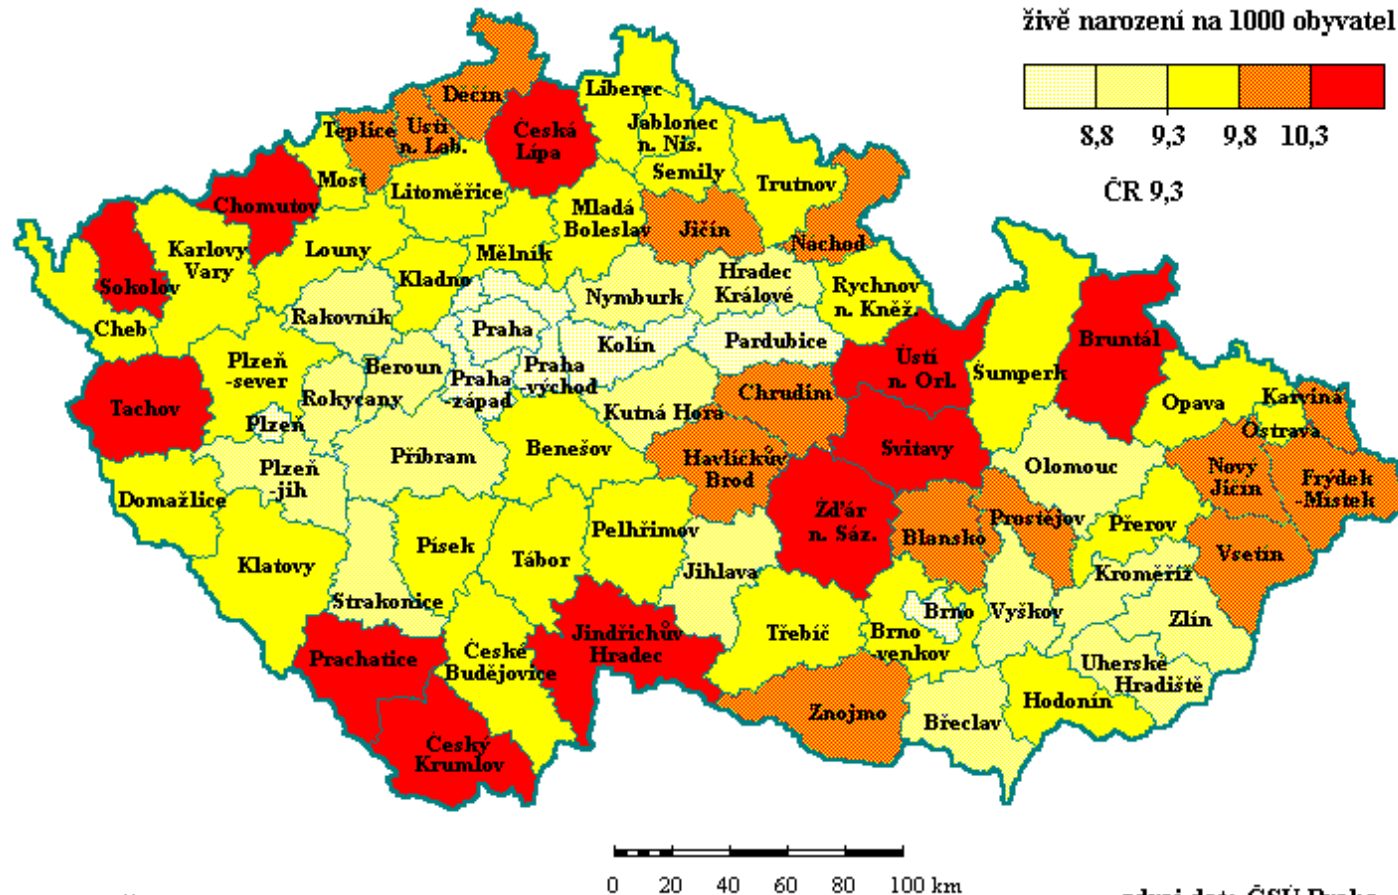 živě narození na 1000 obyvatel
8,8 9,3 9,8 10,3
ČR 9,3
Děčín
Liberec
Teplice
Ústí
n. Lab.
Česká
Lípa
Jablonec
n. Nis.
Most
Litoměřice
Semily
Trutnov
Chomutov
Mladá
Boleslav
Jičín
Náchod
Karlovy
Vary
Louny
Mělník
Sokolov
Kladno
Nymburk
Hradec
Králové
Rychnov
n. Kněž.
Cheb
Rakovník
Praha
Kolín
Pardubice
Bruntál
Plzeň
-sever
Beroun
Praha
-západ
Praha
-východ
Ústí
n. Orl.
Šumperk
Tachov
Rokycany
Kutná Hora
Chrudim
Opava
Karviná
Ostrava
Plzeň
Benešov
Svitavy
Plzeň
-jih
Příbram
Havlíčkův
Brod
Olomouc
Nový
Jičín
Frýdek
-Místek
Domažlice
Žďár
n. Sáz.
Prostějov
Přerov
Písek
Tábor
Pelhřimov
Blansko
Vsetín
Klatovy
Jihlava
Kroměříž
Strakonice
Brno
Vyškov
Zlín
Prachatice
České
Budějovice
Jindřichův
Hradec
Třebíč
Brno
-venkov
Uherské
Hradiště
Znojmo
Břeclav
Hodonín
Český
Krumlov
0 20 40 60 80 100 km